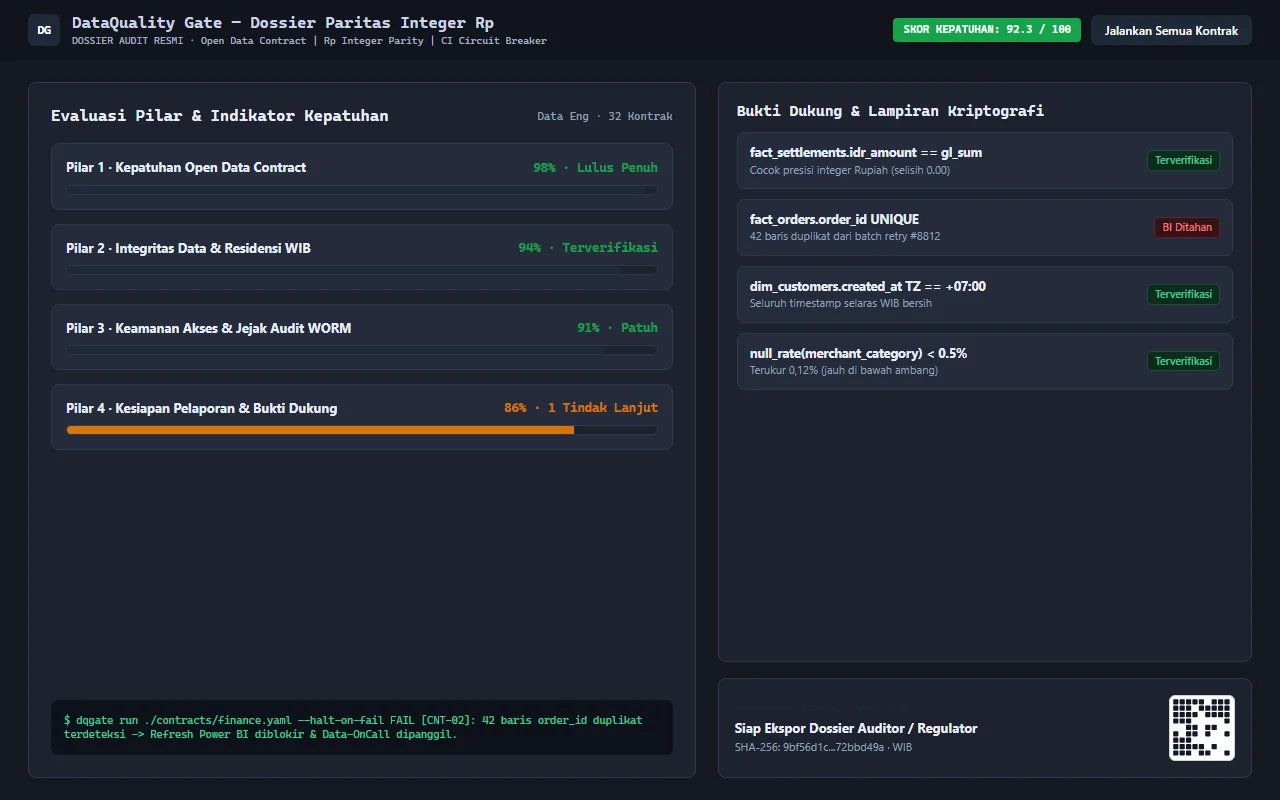 DG
DataQuality Gate — Dossier Paritas Integer Rp
DOSSIER AUDIT RESMI · Open Data Contract | Rp Integer Parity | CI Circuit Breaker
SKOR KEPATUHAN: 92.3 / 100
Jalankan Semua Kontrak
Evaluasi Pilar & Indikator Kepatuhan
Data Eng · 32 Kontrak
Pilar 1 · Kepatuhan Open Data Contract
98% · Lulus Penuh
Pilar 2 · Integritas Data & Residensi WIB
94% · Terverifikasi
Pilar 3 · Keamanan Akses & Jejak Audit WORM
91% · Patuh
Pilar 4 · Kesiapan Pelaporan & Bukti Dukung
86% · 1 Tindak Lanjut
$ dqgate run ./contracts/finance.yaml --halt-on-fail FAIL [CNT-02]: 42 baris order_id duplikat
terdeteksi -> Refresh Power BI diblokir & Data-OnCall dipanggil.
Bukti Dukung & Lampiran Kriptografi
fact_settlements.idr_amount == gl_sum
Cocok presisi integer Rupiah (selisih 0.00)
Terverifikasi
fact_orders.order_id UNIQUE
42 baris duplikat dari batch retry #8812
BI Ditahan
dim_customers.created_at TZ == +07:00
Seluruh timestamp selaras WIB bersih
Terverifikasi
null_rate(merchant_category) < 0.5%
Terukur 0,12% (jauh di bawah ambang)
Terverifikasi
Siap Ekspor Dossier Auditor / Regulator
SHA-256: 9bf56d1c…72bbd49a · WIB